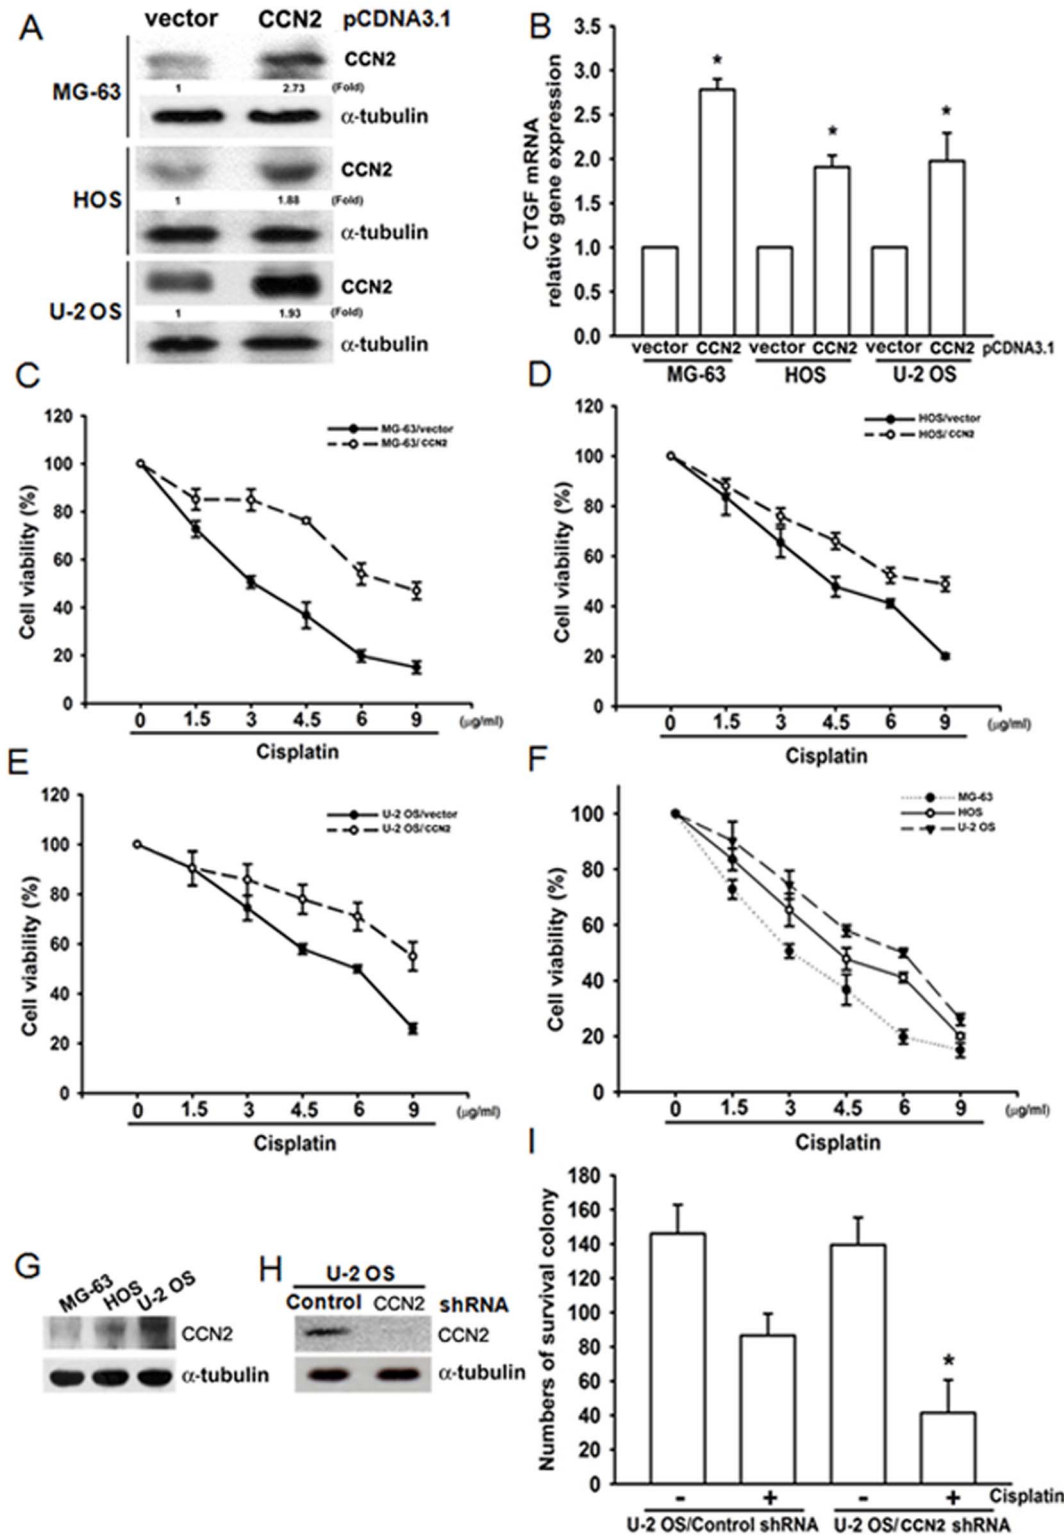 A
vector CCN2 pCDNA3.1
MG-63
CCN2
1 2.73 (Fold)
α-tubulin
HOS
CCN2
1 1.88 (Fold)
α-tubulin
U-2 OS
CCN2
1 1.93 (Fold)
α-tubulin
B
CTGF mRNA
relative gene expression
3.5
3.0
2.5
2.0
1.5
1.0
0.5
0.0
* * *
vector CCN2 vector CCN2 vector CCN2 pCDNA3.1
MG-63 HOS U-2 OS
C
Cell viability (%)
120
100
80
60
40
20
0
MG-63/vector
MG-63/CCN2
0 1.5 3 4.5 6 9 (μg/ml)
Cisplatin
D
Cell viability (%)
120
100
80
60
40
20
0
HOS/vector
HOS/CCN2
0 1.5 3 4.5 6 9 (μg/ml)
Cisplatin
E
Cell viability (%)
120
100
80
60
40
20
0
U-2 OS/vector
U-2 OS/CCN2
0 1.5 3 4.5 6 9 (μg/ml)
Cisplatin
F
Cell viability (%)
100
80
60
40
20
0
MG-63
HOS
U-2 OS
0 1.5 3 4.5 6 9 (μg/ml)
Cisplatin
G
MG-63 HOS U-2 OS
CCN2
α-tubulin
H
U-2 OS
Control CCN2 shRNA
CCN2
α-tubulin
I
Numbers of survival colony
180
160
140
120
100
80
60
40
20
0
*
- + - + Cisplatin
U-2 OS/Control shRNA U-2 OS/CCN2 shRNA